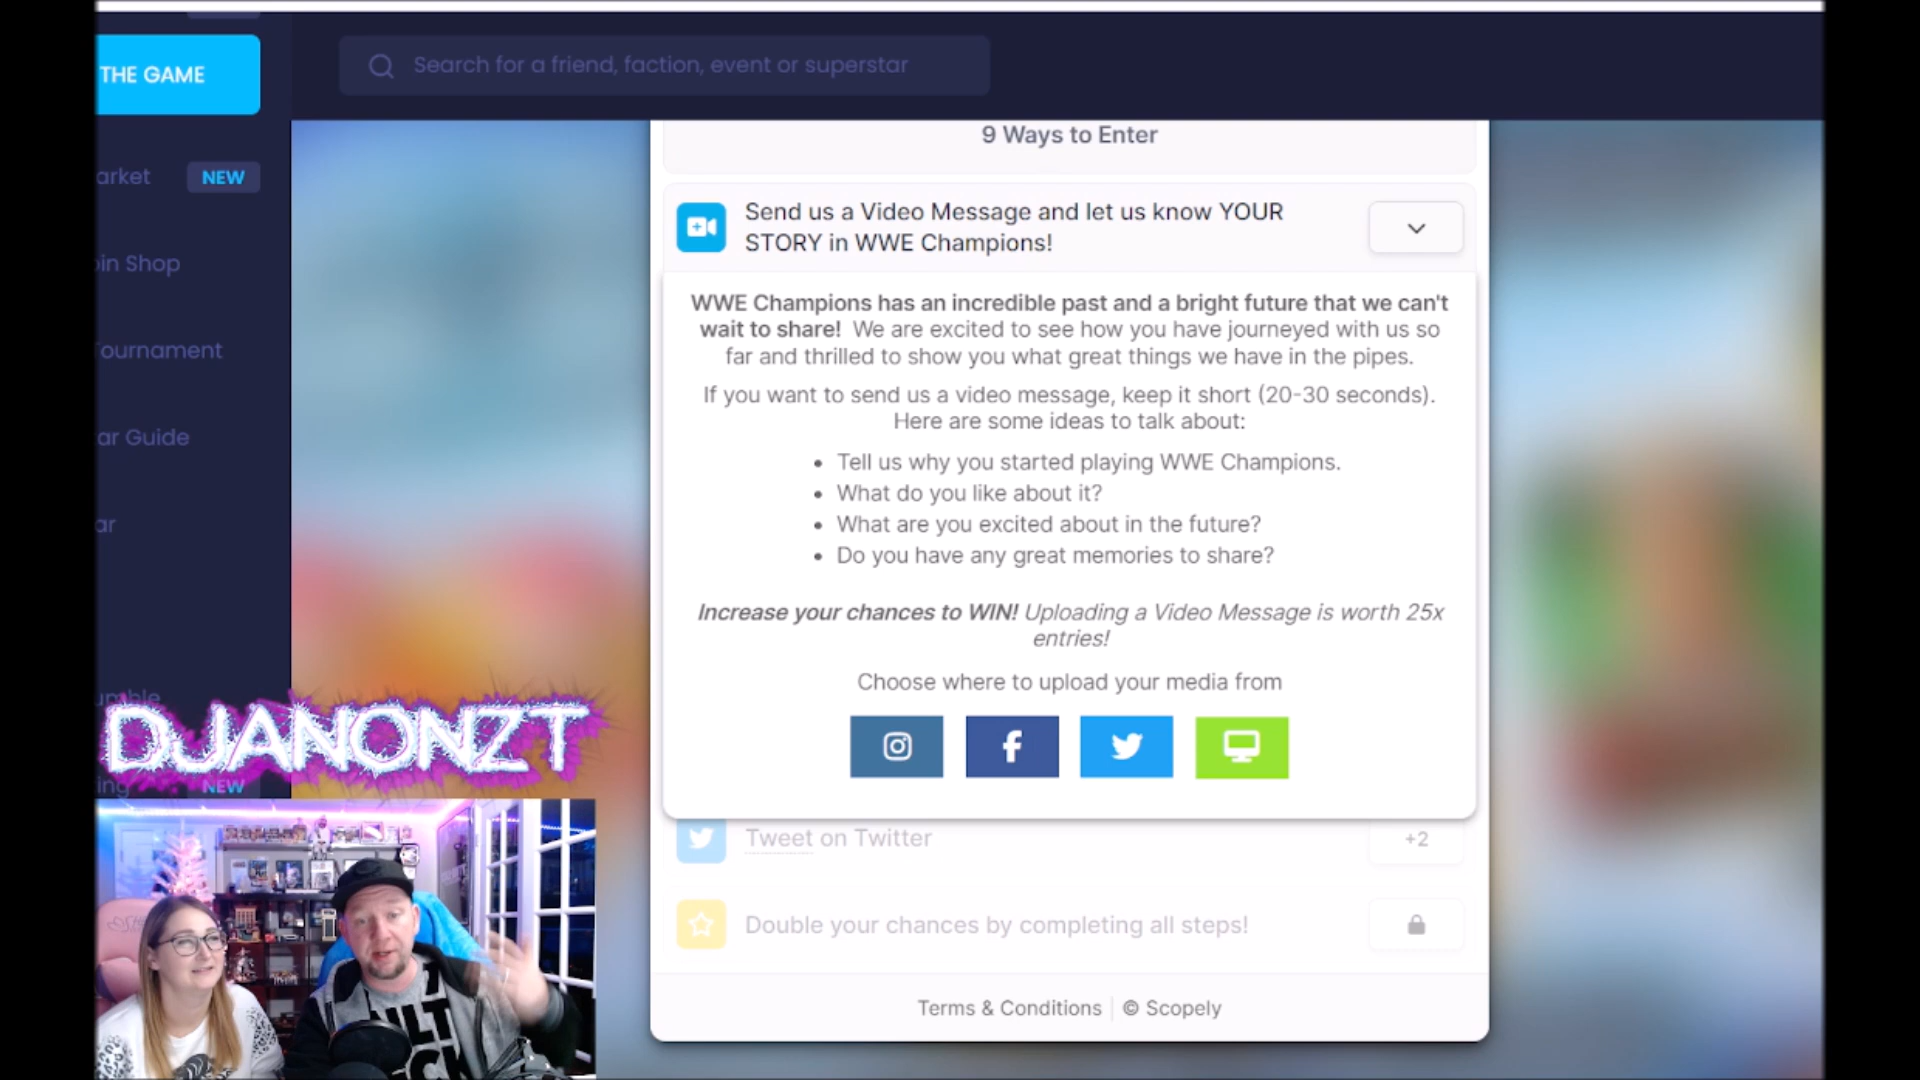 THE GAME
Search for a friend, faction, event or superstar
NEW
Shop
Guide
9 Ways to Enter
Send us a Video Message and let us know YOUR
STORY in WWE Champions!
WWE Champions has an incredible past and a bright future that we can't
wait to share! We are excited to see how you have journeyed with us so
far and thrilled to show you what great things we have in the pipes.
If you want to send us a video message, keep it short (20-30 seconds).
Here are some ideas to talk about:
• Tell us why you started playing WWE Champions.
• What do you like about it?
• What are you excited about in the future?
• Do you have any great memories to share?
Increase your chances to WIN! Uploading a Video Message is worth 25x
entries!
Choose where to upload your media from
Tweet on Twitter
+2
Double your chances by completing all steps!
Terms & Conditions
© Scopely
DJANONZT
NEW